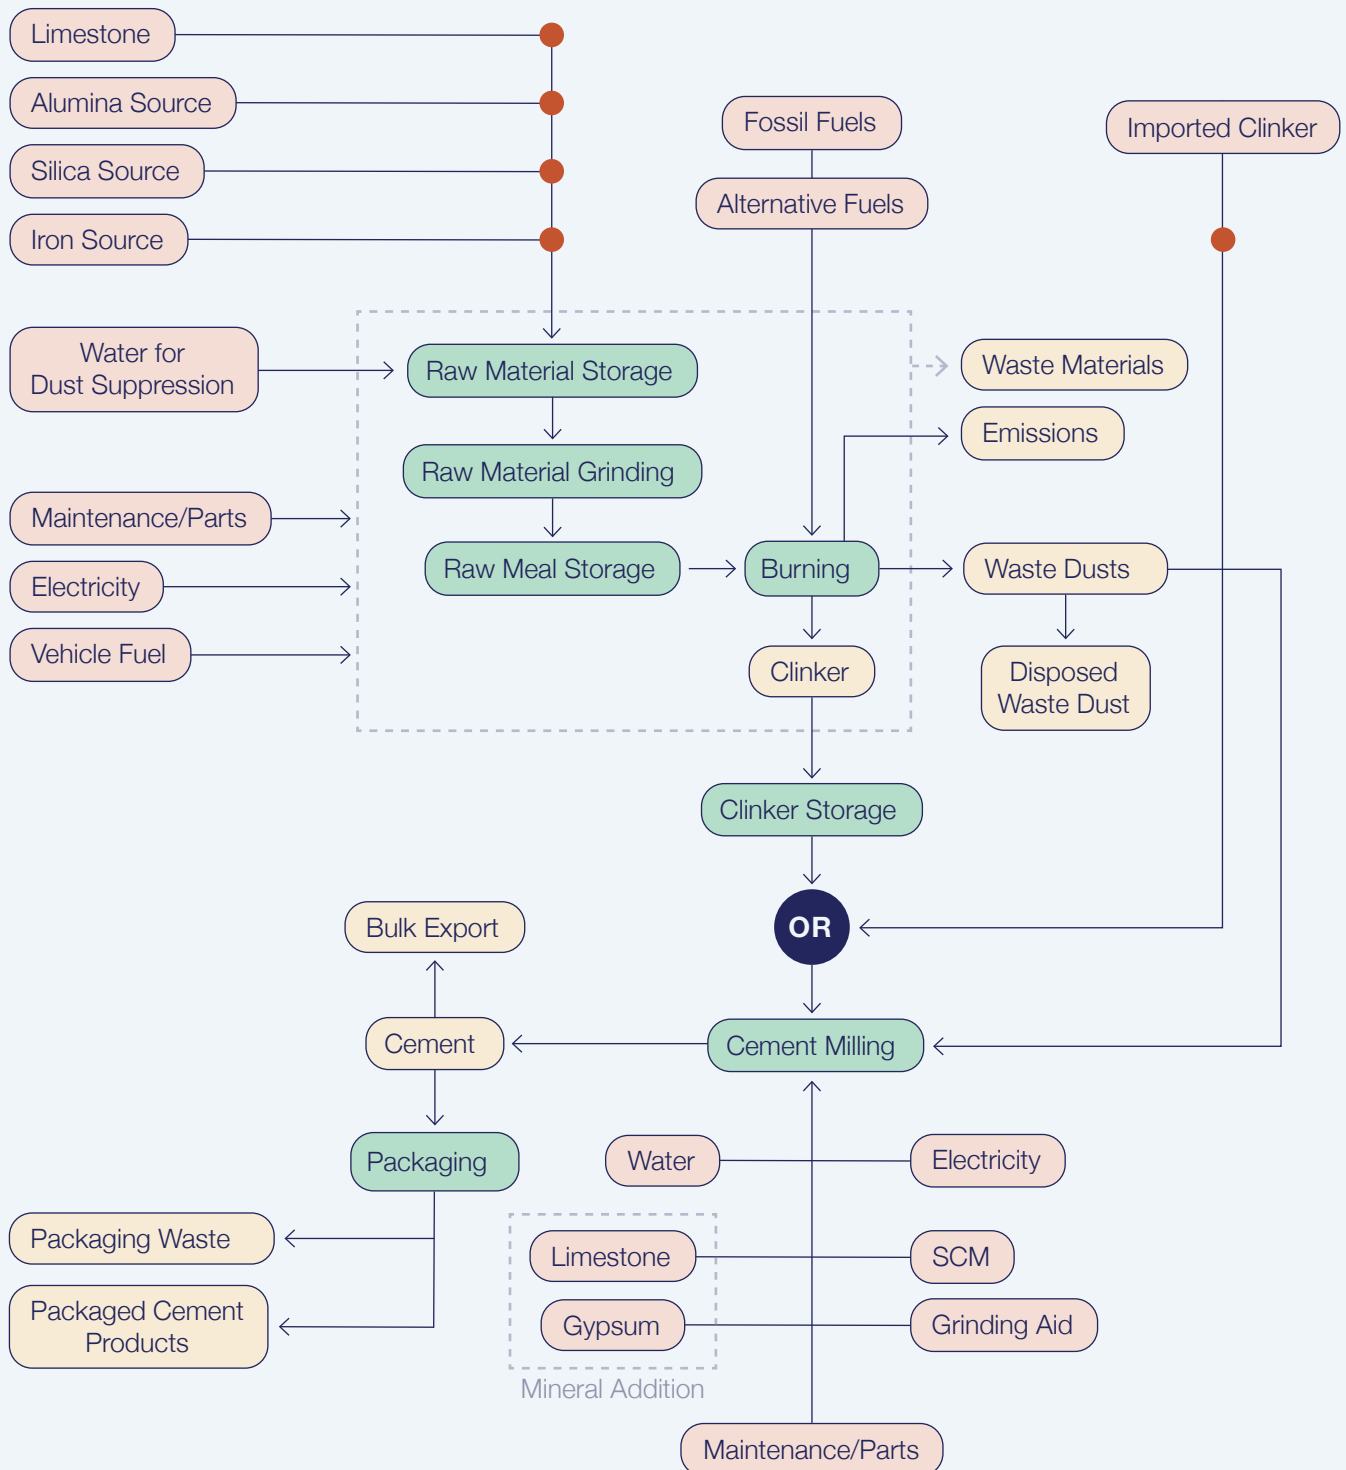 Limestone
Alumina Source
Silica Source
Iron Source
Fossil Fuels
Alternative Fuels
Imported Clinker
Water for
Dust Suppression
Raw Material Storage
Waste Materials
Emissions
Raw Material Grinding
Maintenance/Parts
Electricity
Vehicle Fuel
Raw Meal Storage
Burning
Waste Dusts
Clinker
Disposed
Waste Dust
Clinker Storage
OR
Bulk Export
Cement
Cement Milling
Packaging
Water
Electricity
Packaging Waste
Limestone
SCM
Packaged Cement
Products
Gypsum
Grinding Aid
Mineral Addition
Maintenance/Parts